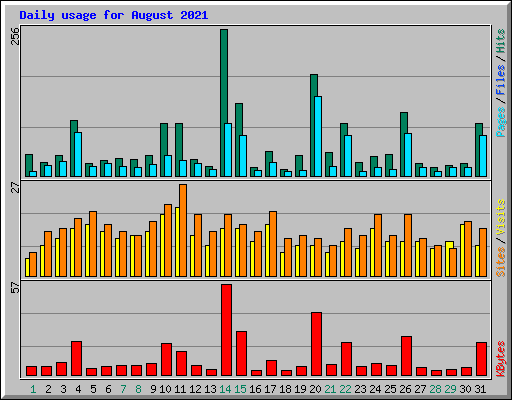 Daily usage for August 2021
256
Pages / Files / Hits
27
Sites / Visits
57
KBytes
1 2 3 4 5 6 7 8 9 10 11 12 13 14 15 16 17 18 19 20 21 22 23 24 25 26 27 28 29 30 31